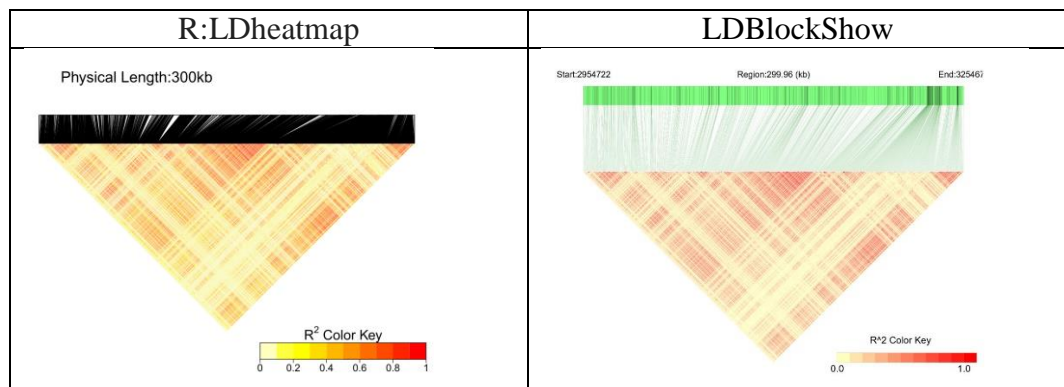 R:LDheatmap
LDBlockShow
Physical Length:300kb
R² Color Key
0 0.2 0.4 0.6 0.8 1
Start:2954722 Region:299.96 (kb) End:325467
R^2 Color Key
0.0 1.0